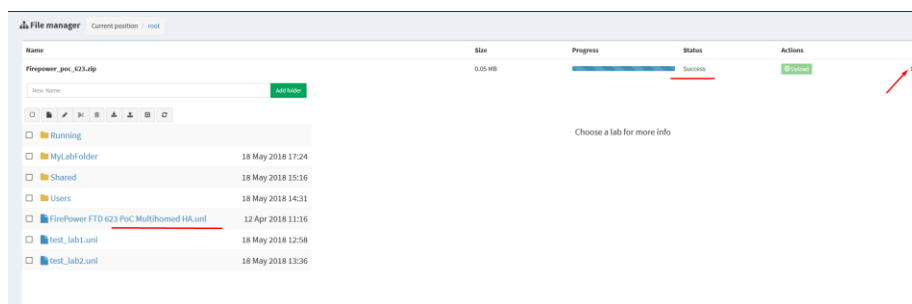 File manager Current position / root
Name Size Progress Status Actions
Firepower_poc_623.zip 0.05 MB Success Upload
New Name Add folder
Running
Choose a lab for more info
MyLabFolder 18 May 2018 17:24
Shared 18 May 2018 15:16
Users 18 May 2018 14:31
FirePower FTD 623 PoC Multihomed HA.unl 12 Apr 2018 11:16
test_lab1.unl 18 May 2018 12:58
test_lab2.unl 18 May 2018 13:36